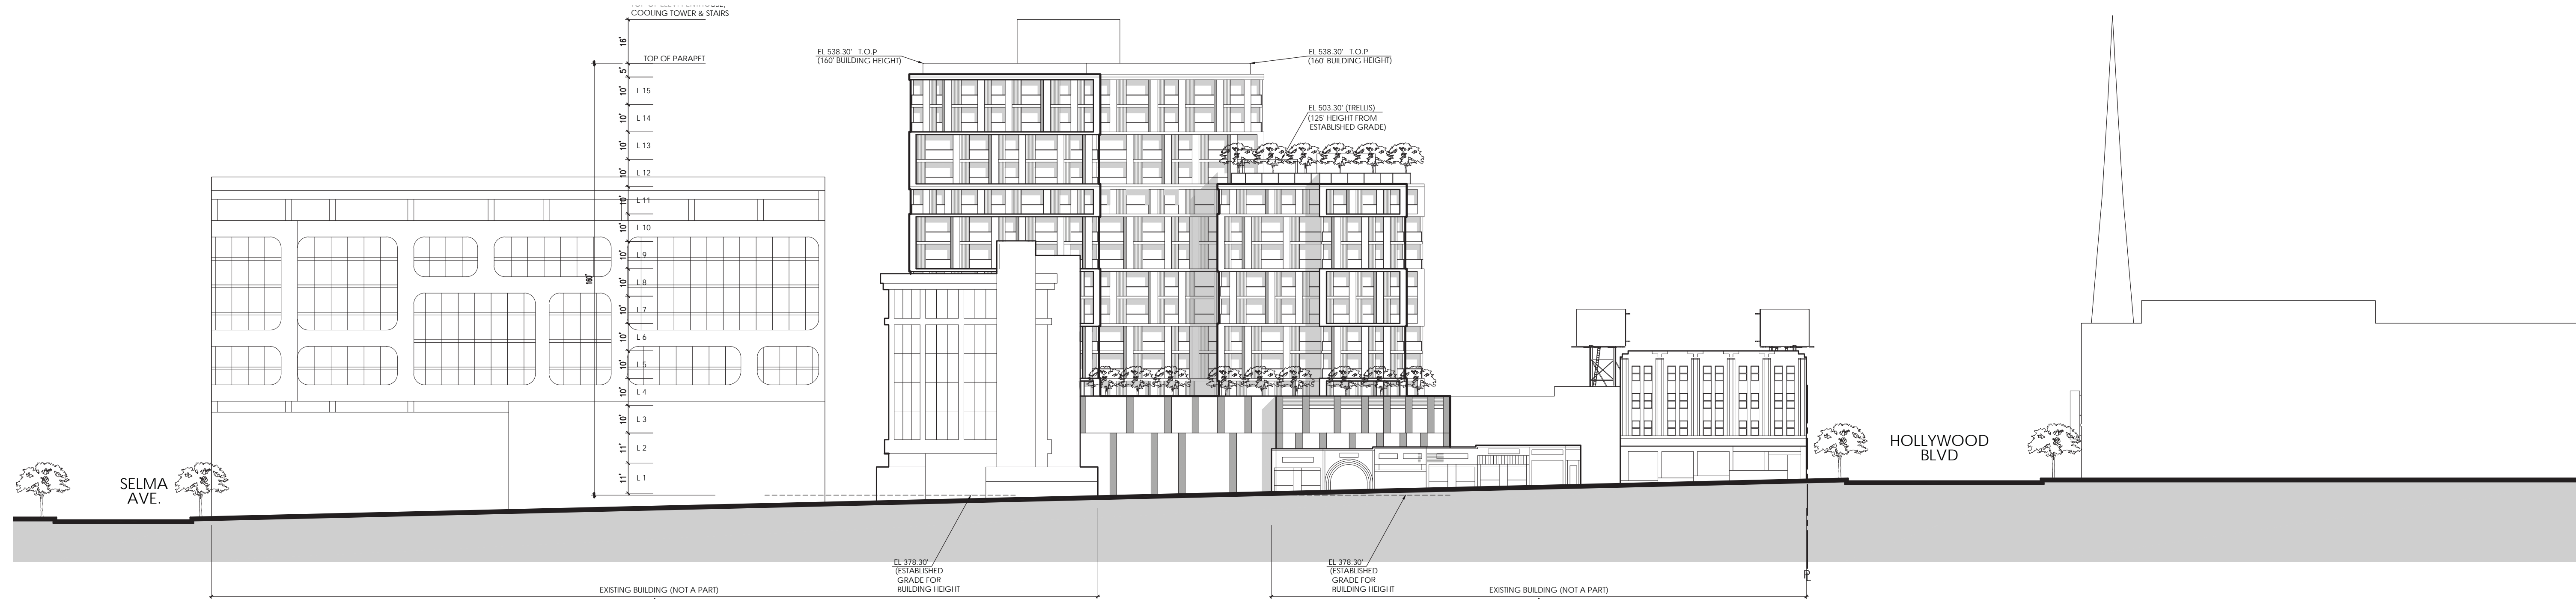 COOLING TOWER & STAIRS
16'
TOP OF PARAPET
5'
10'
L 15
10'
L 14
10'
L 13
10'
L 12
10'
L 11
10'
L 10
10'
L 9
10'
L 8
10'
L 7
10'
L 6
10'
L 5
10'
L 4
10'
L 3
11'
L 2
11'
L 1
160'
EL 538.30' T.O.P
(160' BUILDING HEIGHT)
EL 538.30' T.O.P
(160' BUILDING HEIGHT)
EL 503.30' (TRELLIS)
(125' HEIGHT FROM
ESTABLISHED GRADE)
SELMA
AVE.
HOLLYWOOD
BLVD
EL 378.30'
(ESTABLISHED
GRADE FOR
BUILDING HEIGHT
EL 378.30'
(ESTABLISHED
GRADE FOR
BUILDING HEIGHT
PL
EXISTING BUILDING (NOT A PART)
EXISTING BUILDING (NOT A PART)